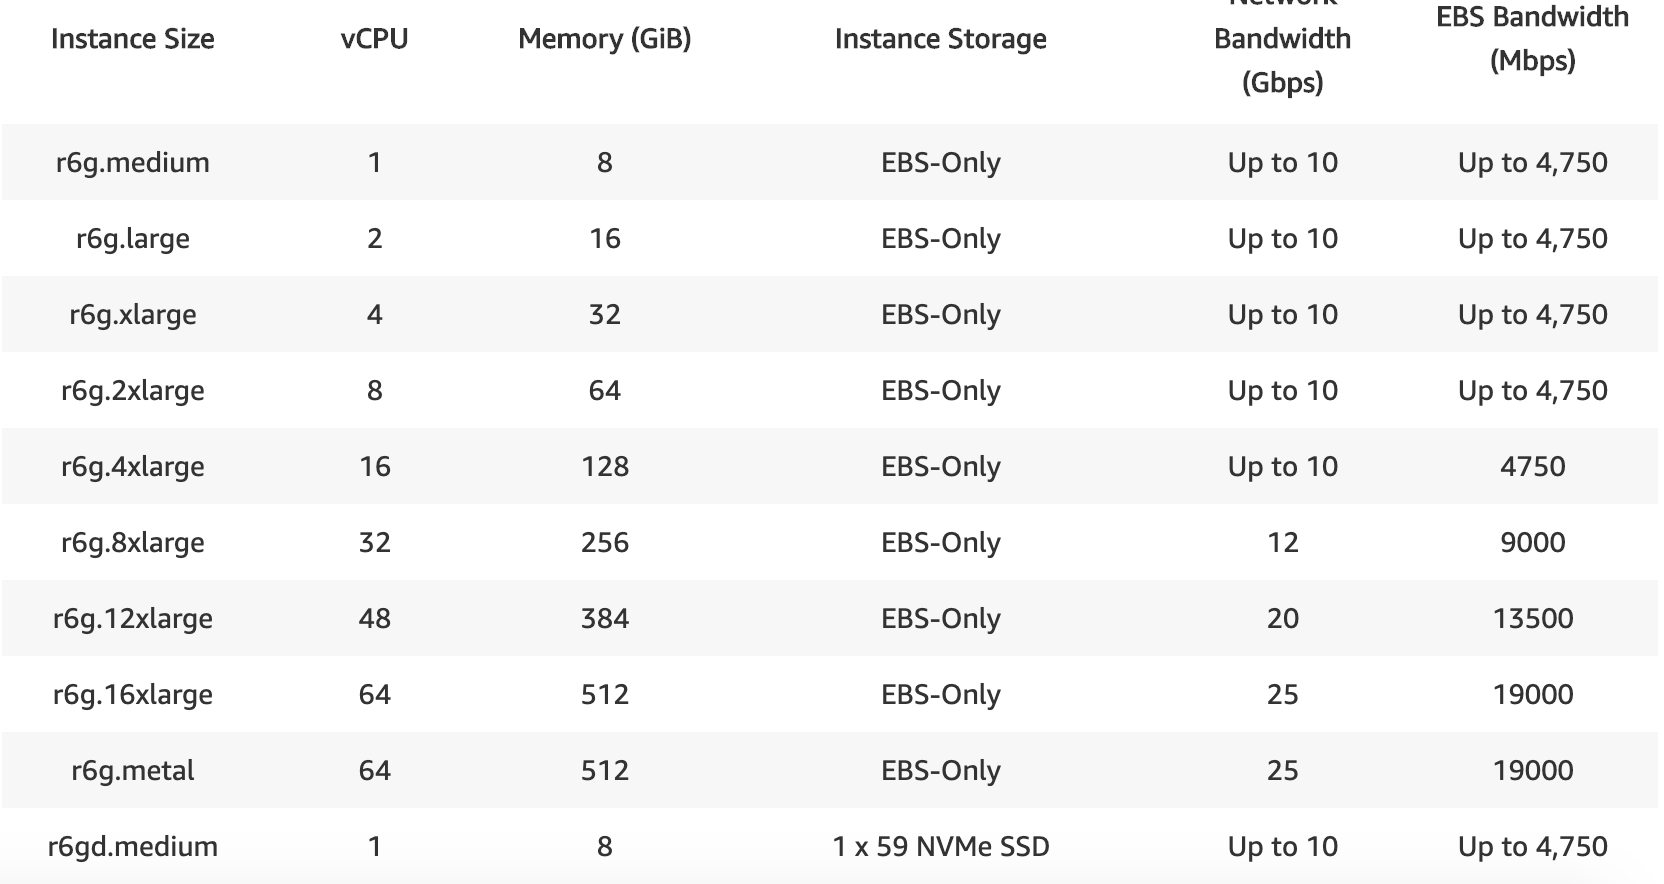 Instance Size vCPU Memory (GiB) Instance Storage Network Bandwidth (Gbps) EBS Bandwidth (Mbps)
r6g.medium 1 8 EBS-Only Up to 10 Up to 4,750
r6g.large 2 16 EBS-Only Up to 10 Up to 4,750
r6g.xlarge 4 32 EBS-Only Up to 10 Up to 4,750
r6g.2xlarge 8 64 EBS-Only Up to 10 Up to 4,750
r6g.4xlarge 16 128 EBS-Only Up to 10 4750
r6g.8xlarge 32 256 EBS-Only 12 9000
r6g.12xlarge 48 384 EBS-Only 20 13500
r6g.16xlarge 64 512 EBS-Only 25 19000
r6g.metal 64 512 EBS-Only 25 19000
r6gd.medium 1 8 1 x 59 NVMe SSD Up to 10 Up to 4,750